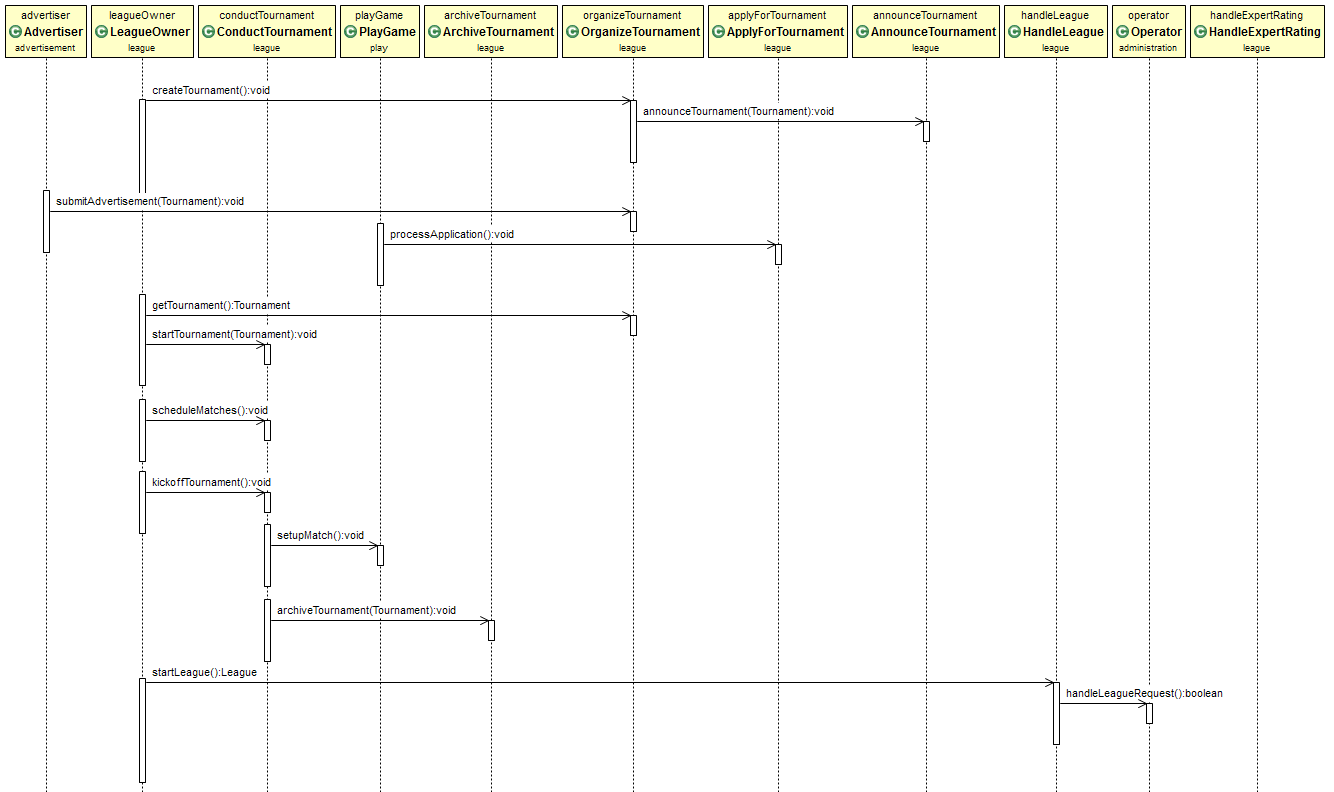 advertiser leagueOwner conductTournament playGame archiveTournament organizeTournament applyForTournament announceTournament handleLeague operator handleExpertRating
C Advertiser C LeagueOwner C ConductTournament C PlayGame C ArchiveTournament C OrganizeTournament C ApplyForTournament C AnnounceTournament C HandleLeague C Operator C HandleExpertRating
advertisement league league play league league league league league administration league
createTournament():void
announceTournament(Tournament):void
submitAdvertisement(Tournament):void
processApplication():void
getTournament():Tournament
startTournament(Tournament):void
scheduleMatches():void
kickoffTournament():void
setupMatch():void
archiveTournament(Tournament):void
startLeague():League
handleLeagueRequest():boolean